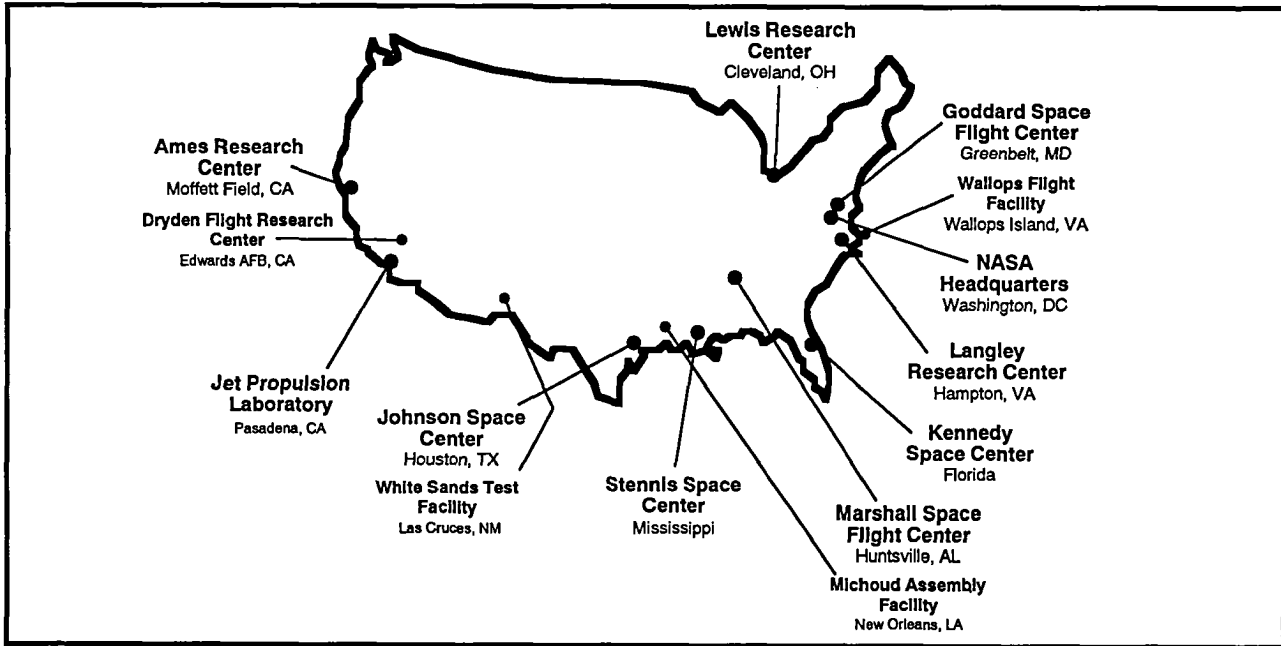 Lewis Research
Center
Cleveland, OH
Goddard Space
Flight Center
Greenbelt, MD
Ames Research
Center
Moffett Field, CA
Wallops Flight
Facility
Wallops Island, VA
Dryden Flight Research
Center
Edwards AFB, CA
NASA
Headquarters
Washington, DC
Langley
Research Center
Hampton, VA
Jet Propulsion
Laboratory
Pasadena, CA
Johnson Space
Center
Houston, TX
Kennedy
Space Center
Florida
White Sands Test
Facility
Las Cruces, NM
Stennis Space
Center
Mississippi
Marshall Space
Flight Center
Huntsville, AL
Michoud Assembly
Facility
New Orleans, LA